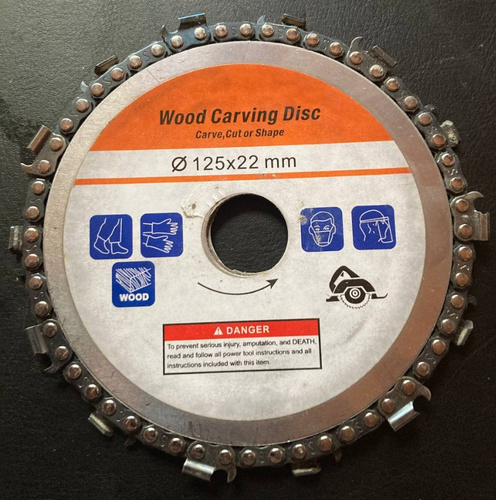 Wood Carving Disc
Carve,Cut or Shape
Ø 125x22 mm
WOOD
⚠ DANGER
To prevent serious injury, amputation, and DEATH,
read and follow all power tool instructions and all
instructions included with this item.